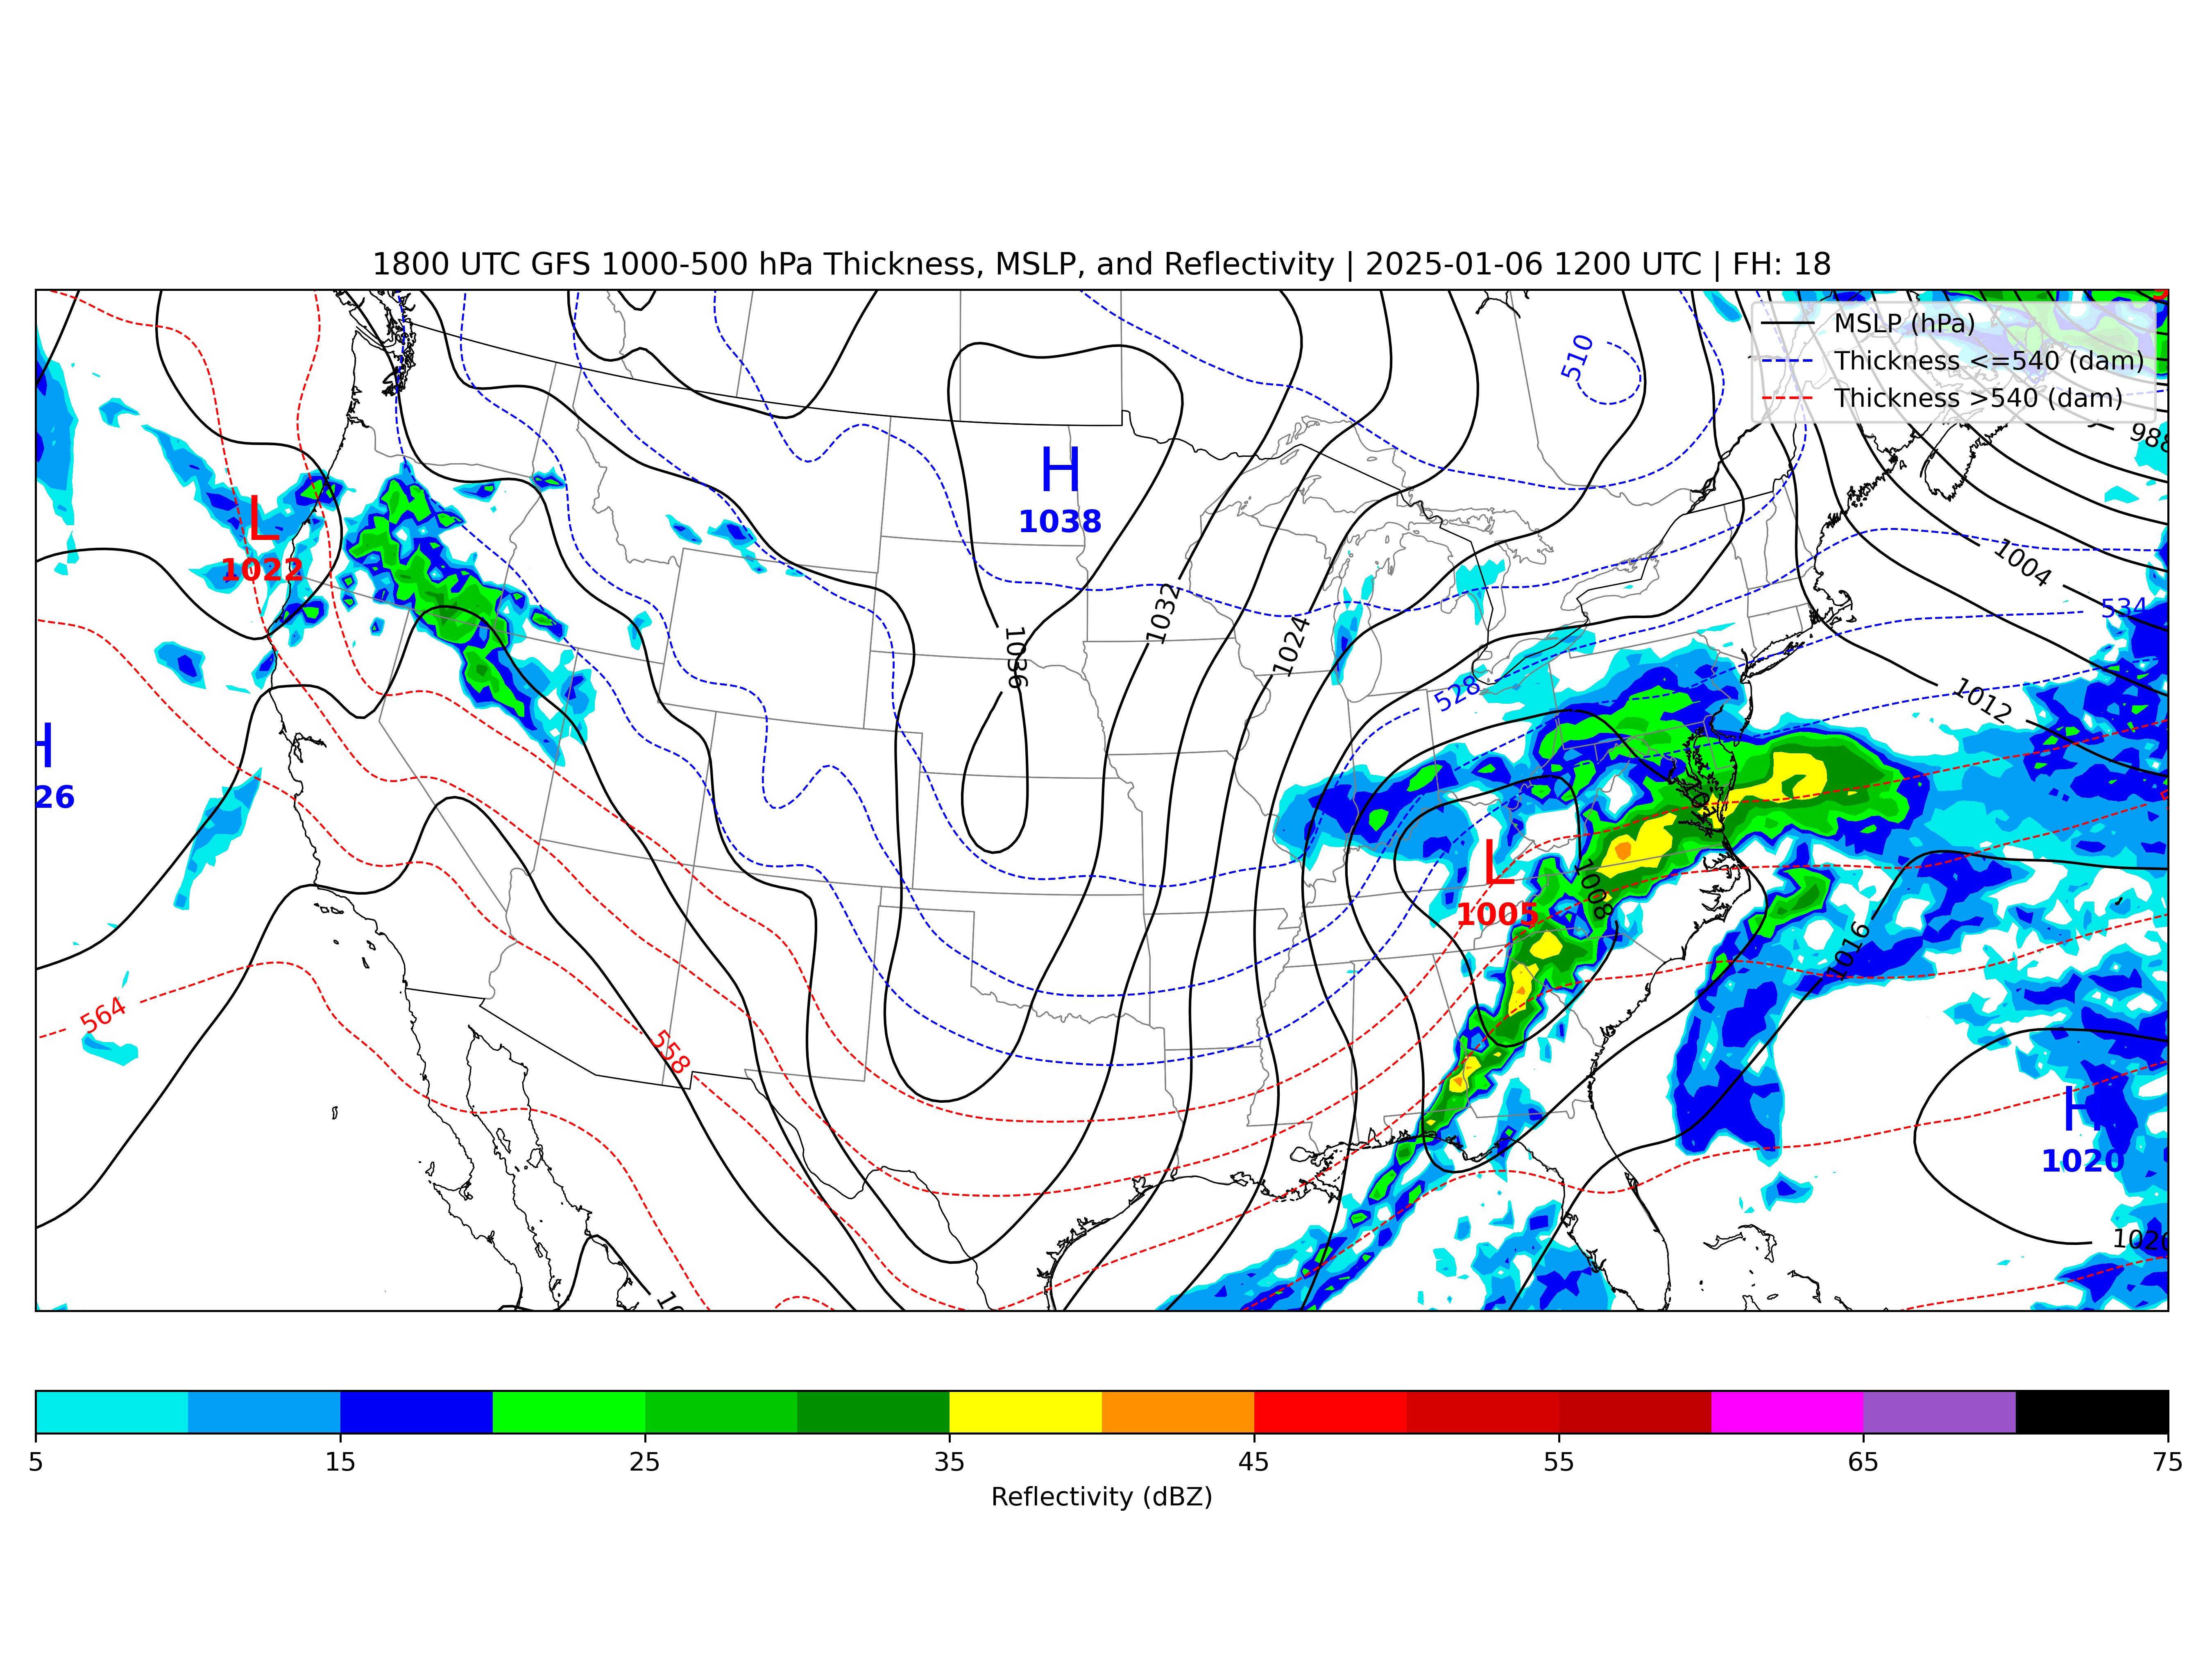 1800 UTC GFS 1000-500 hPa Thickness, MSLP, and Reflectivity | 2025-01-06 1200 UTC | FH: 18
MSLP (hPa)
Thickness <=540 (dam)
Thickness >540 (dam)
510
988
H
1038
L
1022
1004
1032
534
1024
1036
528
1012
H
26
L
1005
1008
1016
564
558
H
1020
1020
5 15 25 35 45 55 65 75
Reflectivity (dBZ)